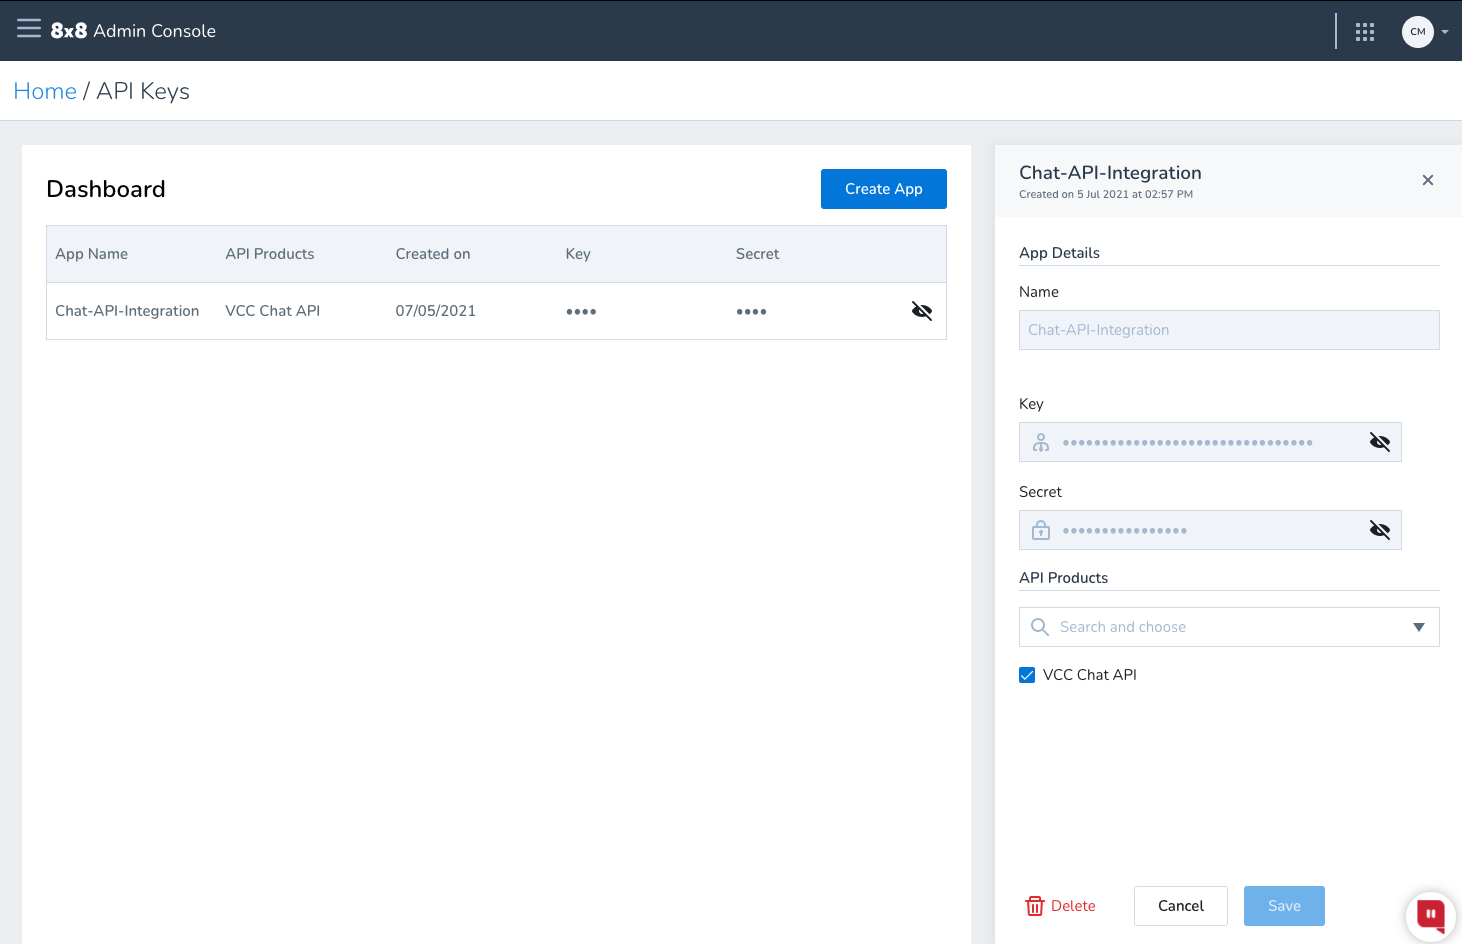 8x8 Admin Console
CM
Home / API Keys
Dashboard
Create App
App Name API Products Created on Key Secret
Chat-API-Integration VCC Chat API 07/05/2021 •••• ••••
Chat-API-Integration
Created on 5 Jul 2021 at 02:57 PM
App Details
Name
Chat-API-Integration
Key
••••••••••••••••••••••••••••••••
Secret
••••••••••••••••
API Products
Search and choose
VCC Chat API
Delete
Cancel
Save